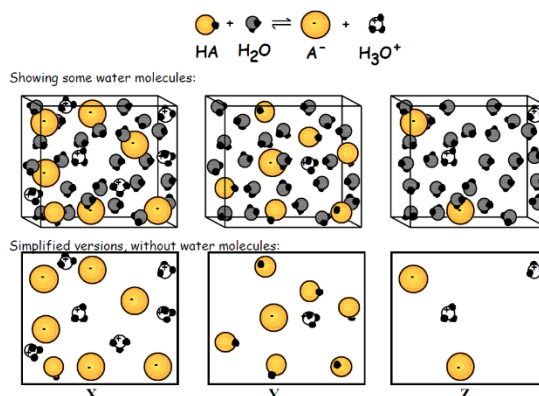 HA + H₂O ⇌ A⁻ + H₃O⁺
Showing some water molecules:
Simplified versions, without water molecules:
X Y Z